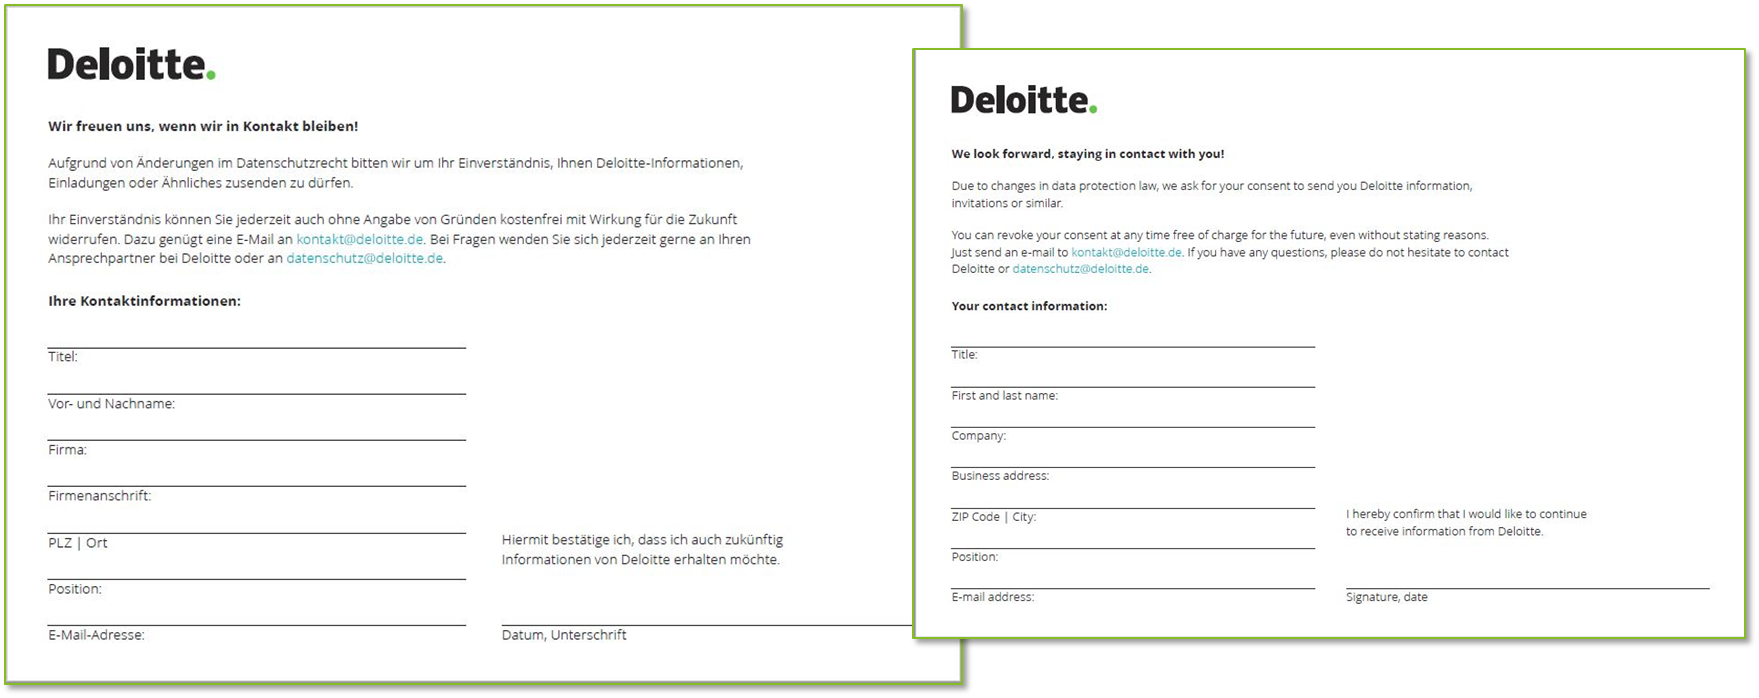 Deloitte.
Wir freuen uns, wenn wir in Kontakt bleiben!
Aufgrund von Änderungen im Datenschutzrecht bitten wir um Ihr Einverständnis, Ihnen Deloitte-Informationen,
Einladungen oder Ähnliches zusenden zu dürfen.
Ihr Einverständnis können Sie jederzeit auch ohne Angabe von Gründen kostenfrei mit Wirkung für die Zukunft
widerrufen. Dazu genügt eine E-Mail an kontakt@deloitte.de. Bei Fragen wenden Sie sich jederzeit gerne an Ihren
Ansprechpartner bei Deloitte oder an datenschutz@deloitte.de.
Ihre Kontaktinformationen:
Titel:
Vor- und Nachname:
Firma:
Firmenanschrift:
PLZ | Ort
Position:
E-Mail-Adresse:
Hiermit bestätige ich, dass ich auch zukünftig
Informationen von Deloitte erhalten möchte.
Datum, Unterschrift
Deloitte.
We look forward, staying in contact with you!
Due to changes in data protection law, we ask for your consent to send you Deloitte information,
invitations or similar.
You can revoke your consent at any time free of charge for the future, even without stating reasons.
Just send an e-mail to kontakt@deloitte.de. If you have any questions, please do not hesitate to contact
Deloitte or datenschutz@deloitte.de.
Your contact information:
Title:
First and last name:
Company:
Business address:
ZIP Code | City:
Position:
E-mail address:
I hereby confirm that I would like to continue
to receive information from Deloitte.
Signature, date